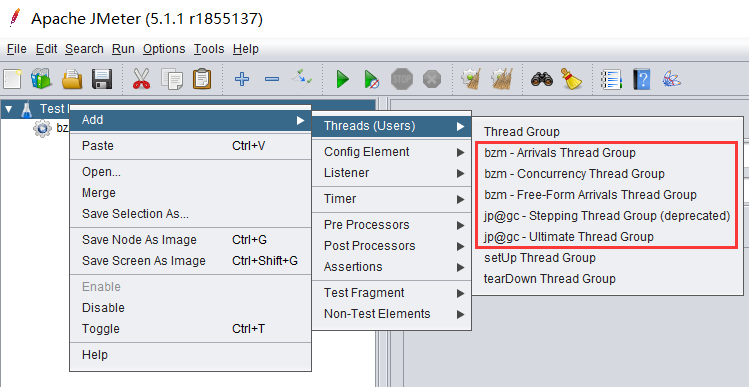 Apache JMeter (5.1.1 r1855137)
File Edit Search Run Options Tools Help
Test
bz
Add
Paste Ctrl+V
Open...
Merge
Save Selection As...
Save Node As Image Ctrl+G
Save Screen As Image Ctrl+Shift+G
Enable
Disable
Toggle Ctrl+T
Help
Threads (Users)
Config Element
Listener
Timer
Pre Processors
Post Processors
Assertions
Test Fragment
Non-Test Elements
Thread Group
bzm - Arrivals Thread Group
bzm - Concurrency Thread Group
bzm - Free-Form Arrivals Thread Group
jp@gc - Stepping Thread Group (deprecated)
jp@gc - Ultimate Thread Group
setUp Thread Group
tearDown Thread Group